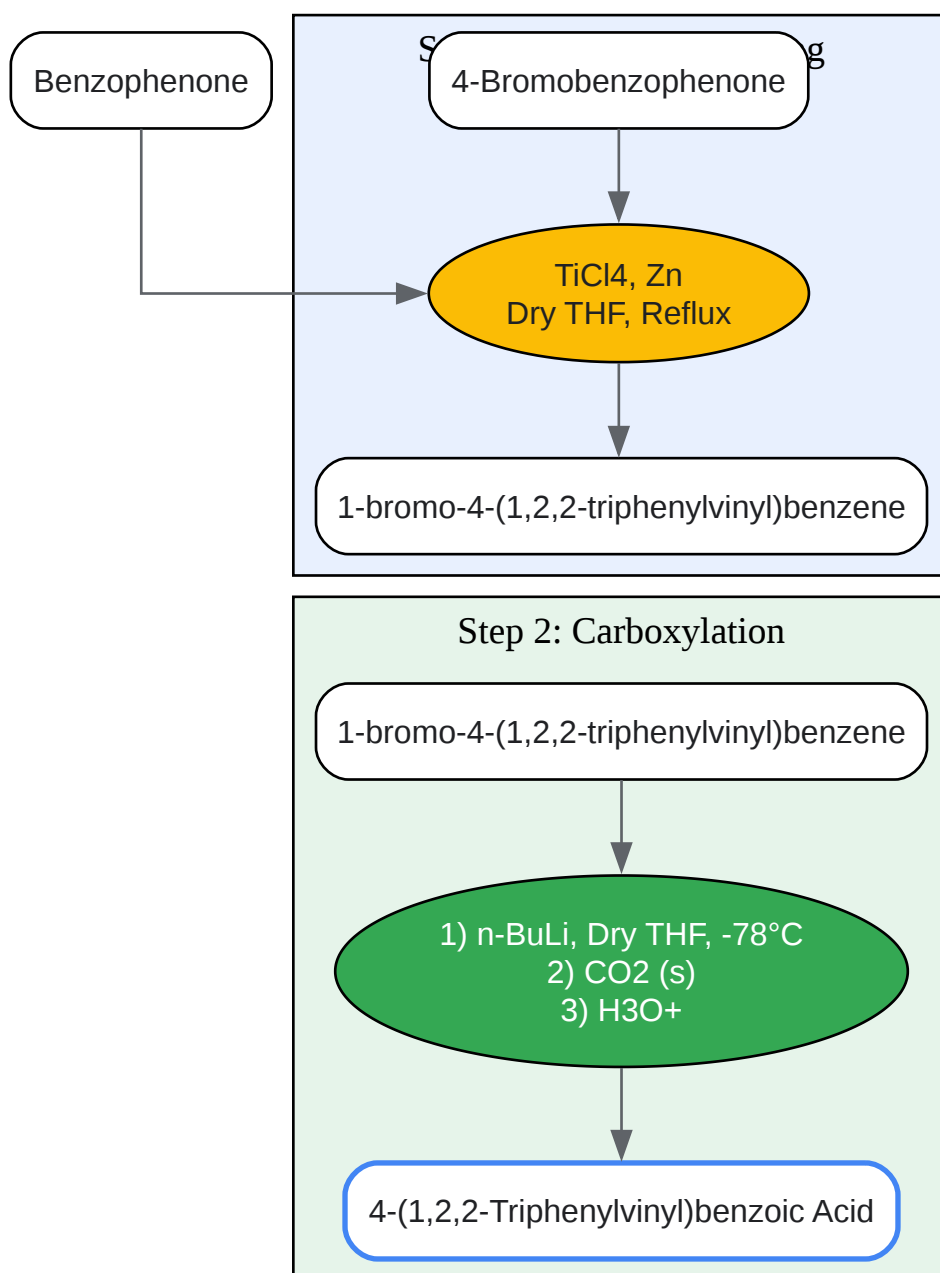 Benzophenone
4-Bromobenzophenone
TiCl4, Zn
Dry THF, Reflux
1-bromo-4-(1,2,2-triphenylvinyl)benzene
Step 2: Carboxylation
1-bromo-4-(1,2,2-triphenylvinyl)benzene
1) n-BuLi, Dry THF, -78°C
2) CO2 (s)
3) H3O+
4-(1,2,2-Triphenylvinyl)benzoic Acid